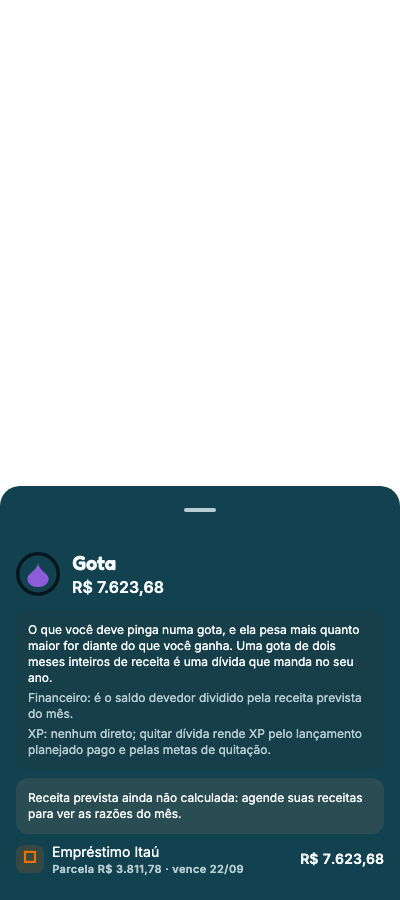 Gota
R$ 7.623,68
O que você deve pinga numa gota, e ela pesa mais quanto
maior for diante do que você ganha. Uma gota de dois
meses inteiros de receita é uma dívida que manda no seu
ano.
Financeiro: é o saldo devedor dividido pela receita prevista
do mês.
XP: nenhum direto; quitar dívida rende XP pelo lançamento
planejado pago e pelas metas de quitação.
Receita prevista ainda não calculada: agende suas receitas
para ver as razões do mês.
Empréstimo Itaú
R$ 7.623,68
Parcela R$ 3.811,78 · vence 22/09